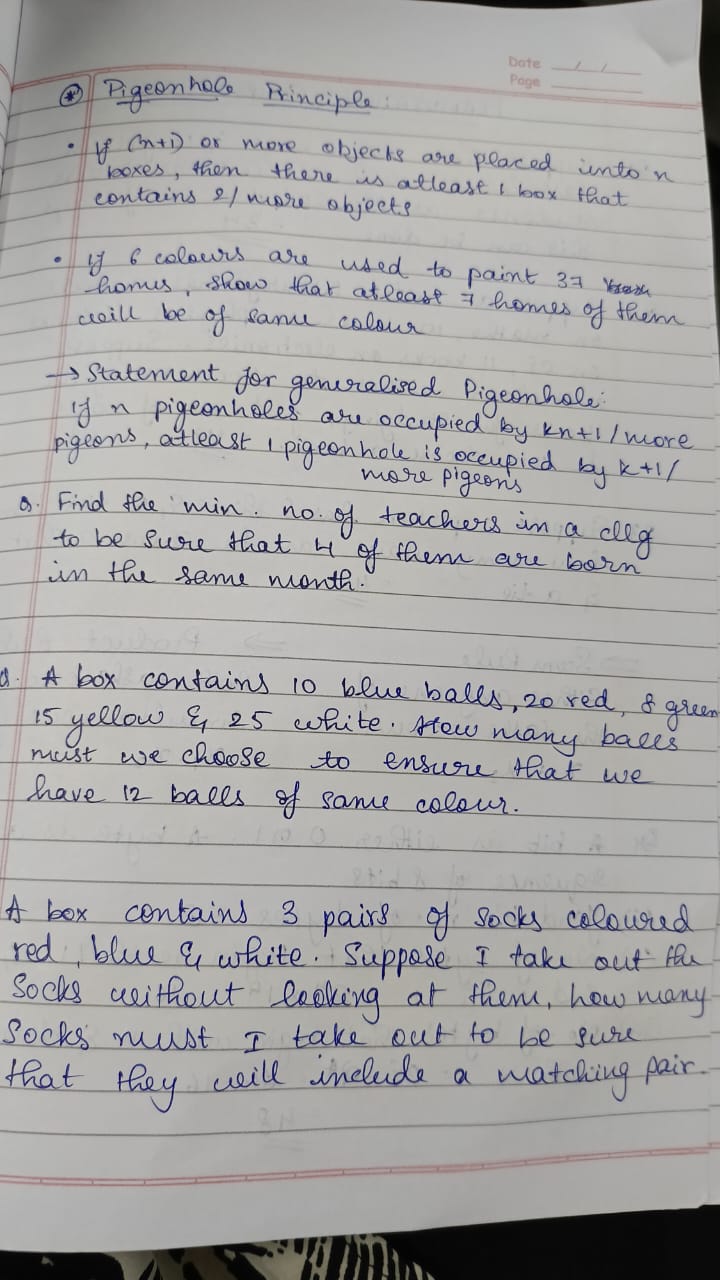 Date __/__/__
Page
* Pigeonhole Principle:
• If (n+1) or more objects are placed into n
boxes, then there is atleast 1 box that
contains 2/more objects
• If 6 colours are used to paint 37
homes, show that atleast 7 homes of them
will be of same colour
→ Statement for generalised Pigeonhole:
If n pigeonholes are occupied by kn+1/more
pigeons, atleast 1 pigeonhole is occupied by k+1/
more pigeons
Q. Find the min. no. of teachers in a clg
to be sure that 4 of them are born
in the same month.
Q. A box contains 10 blue balls, 20 red, 8 green
15 yellow & 25 white. How many balls
must we choose to ensure that we
have 12 balls of same colour.
A box contains 3 pairs of socks coloured
red, blue & white. Suppose I take out the
socks without looking at them, how many
socks must I take out to be sure
that they will include a matching pair.